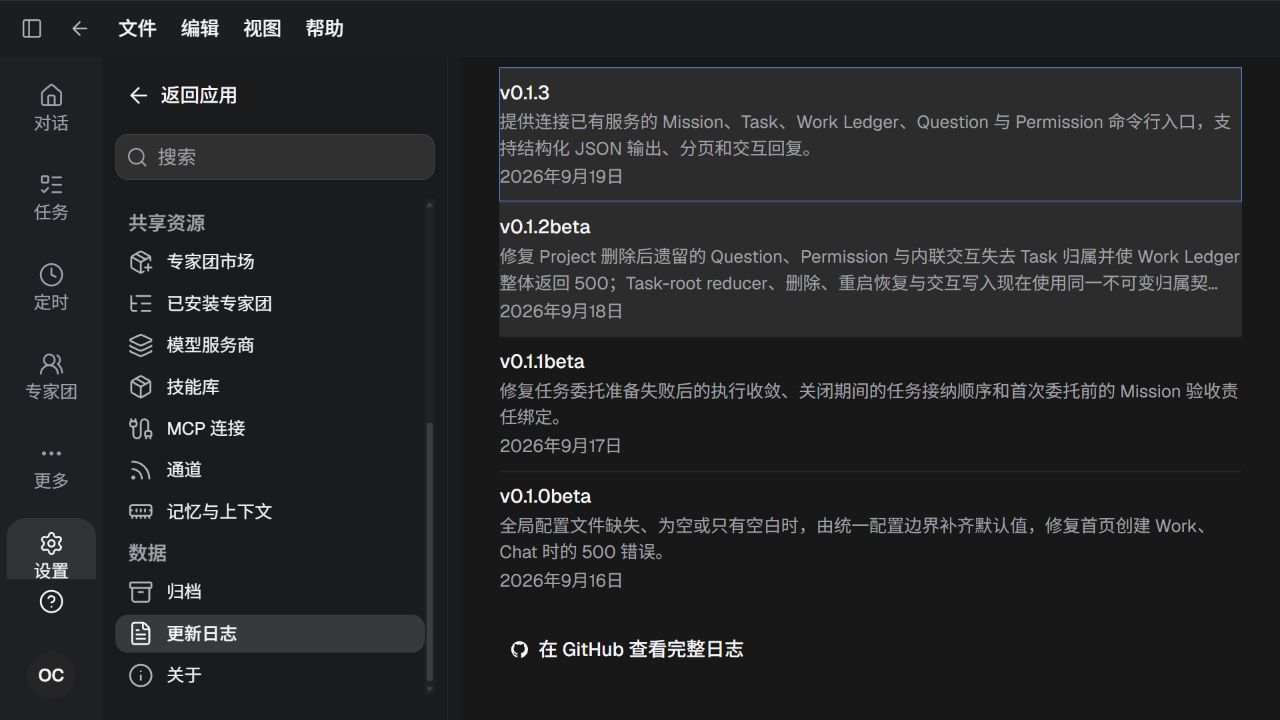 文件 编辑 视图 帮助
对话
任务
定时
专家团
更多
设置
OC
返回应用
搜索
共享资源
专家团市场
已安装专家团
模型服务商
技能库
MCP 连接
通道
记忆与上下文
数据
归档
更新日志
关于
v0.1.3
提供连接已有服务的 Mission、Task、Work Ledger、Question 与 Permission 命令行入口，支
持结构化 JSON 输出、分页和交互回复。
2026年9月19日
v0.1.2beta
修复 Project 删除后遗留的 Question、Permission 与内联交互失去 Task 归属并使 Work Ledger
整体返回 500；Task-root reducer、删除、重启恢复与交互写入现在使用同一不可变归属契...
2026年9月18日
v0.1.1beta
修复任务委托准备失败后的执行收敛、关闭期间的任务接纳顺序和首次委托前的 Mission 验收责
任绑定。
2026年9月17日
v0.1.0beta
全局配置文件缺失、为空或只有空白时，由统一配置边界补齐默认值，修复首页创建 Work、
Chat 时的 500 错误。
2026年9月16日
在 GitHub 查看完整日志